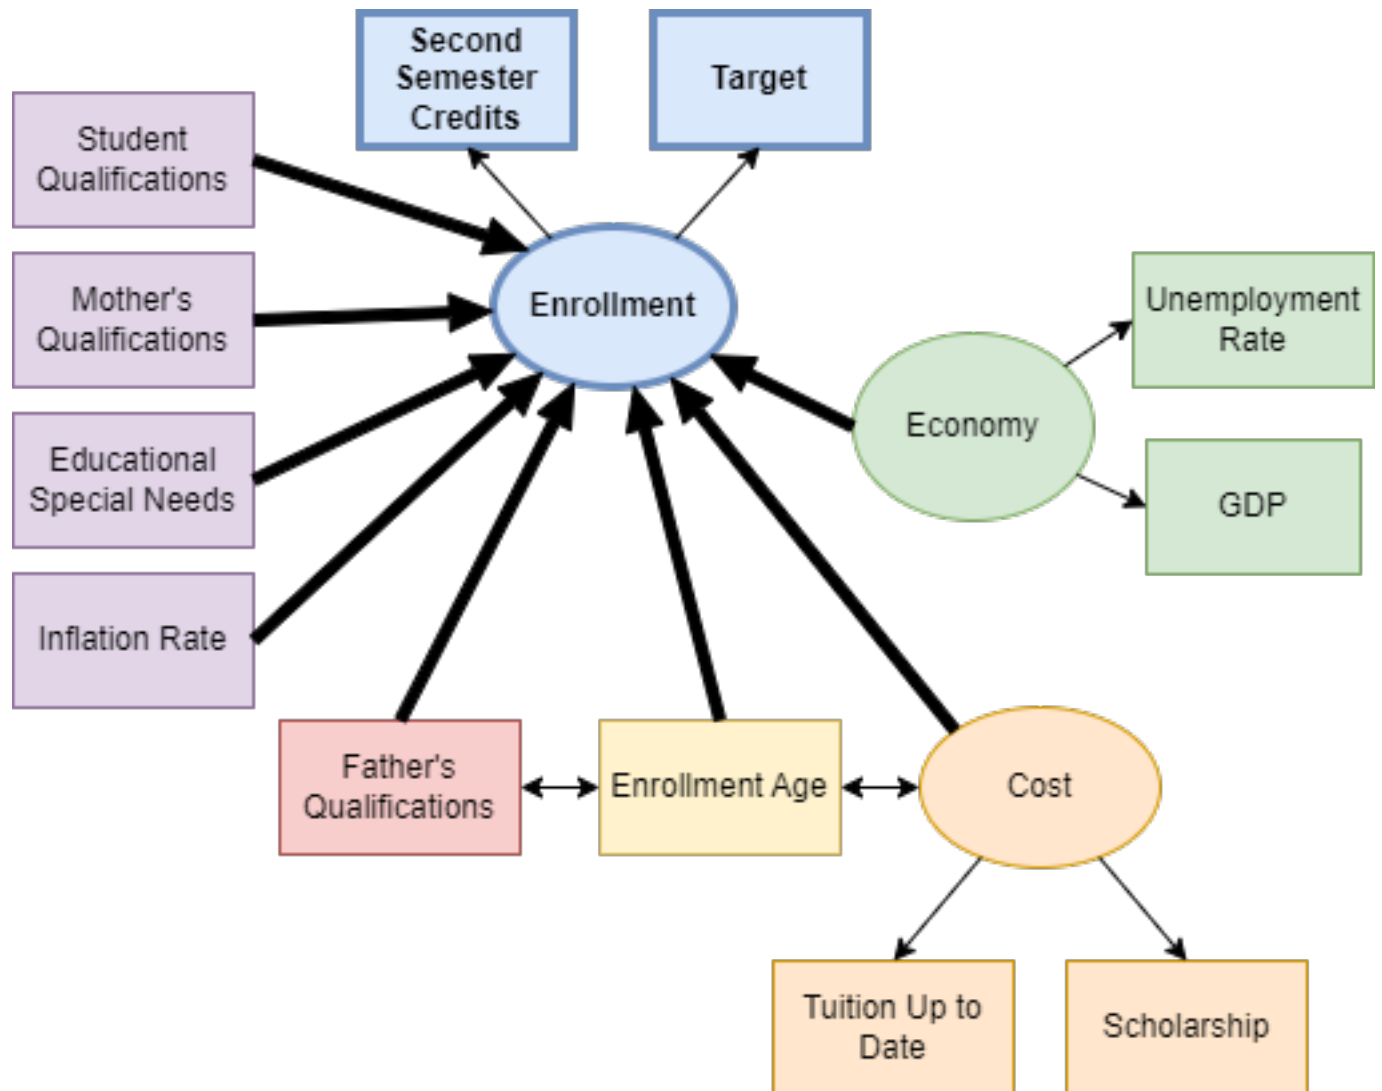 Second
Semester
Credits
Target
Student
Qualifications
Mother's
Qualifications
Enrollment
Unemployment
Rate
Economy
Educational
Special Needs
GDP
Inflation Rate
Father's
Qualifications
Enrollment Age
Cost
Tuition Up to
Date
Scholarship